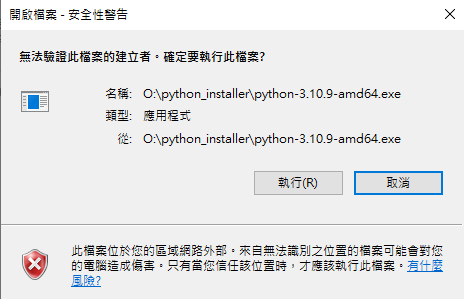 開啟檔案 - 安全性警告
無法驗證此檔案的建立者。確定要執行此檔案?
名稱: O:\python_installer\python-3.10.9-amd64.exe
類型: 應用程式
從: O:\python_installer\python-3.10.9-amd64.exe
執行(R) 取消
此檔案位於您的區域網路外部。來自無法識別之位置的檔案可能會對您
的電腦造成傷害。只有當您信任該位置時，才應該執行此檔案。有什麼
風險?